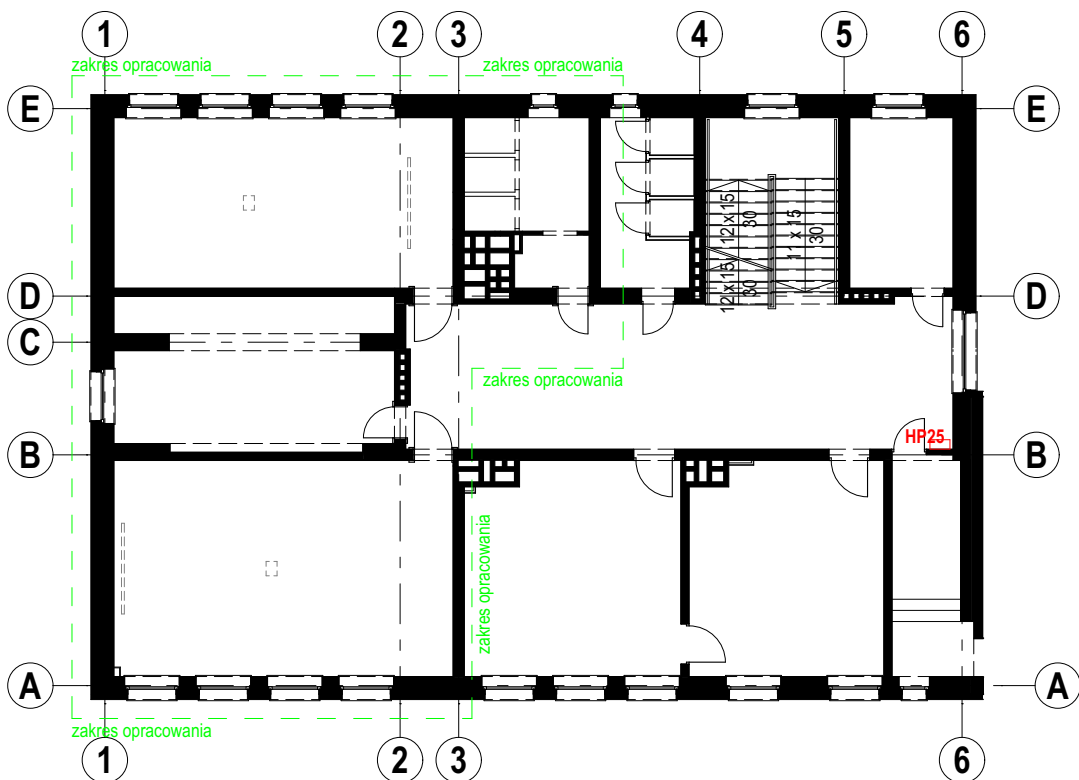 1 2 3 4 5 6
zakres opracowania zakres opracowania
E E
12 x 15
30
11 x 15
30
12 x 15
30
D D
C
zakres opracowania
HP25
B B
zakres opracowania
A A
zakres opracowania
1 2 3 6